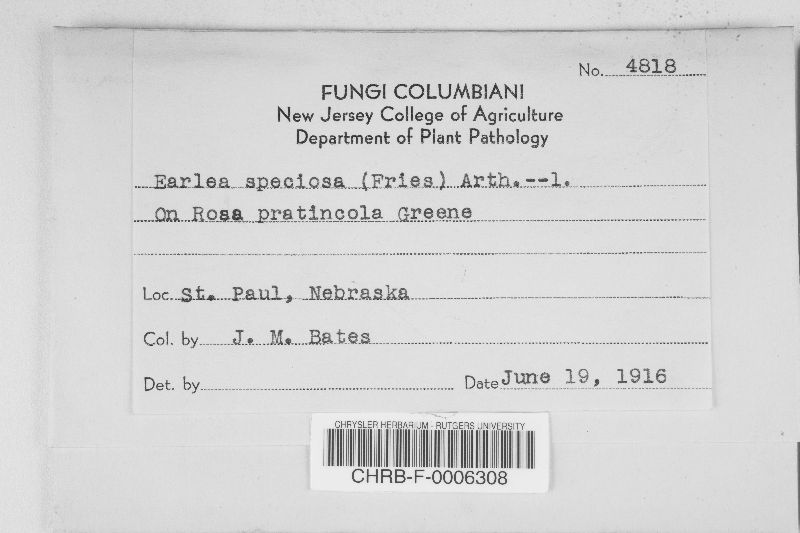 No. 4818
FUNGI COLUMBIANI
New Jersey College of Agriculture
Department of Plant Pathology
Earlea speciosa (Fries) Arth.--1.
On Rosa pratincola Greene
Loc. St. Paul, Nebraska
Col. by J. M. Bates
Det. by Date June 19, 1916
CHRYSLER HERBARIUM - RUTGERS UNIVERSITY
CHRB-F-0006308